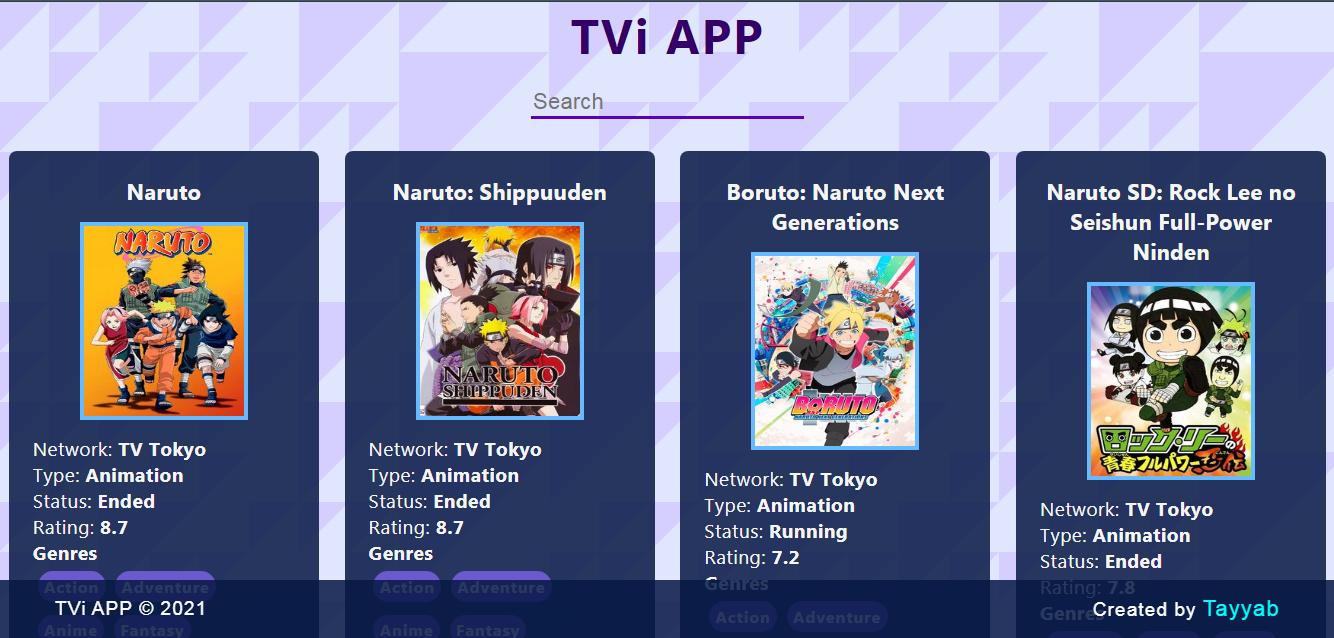 TVi APP
Search
Naruto
NARUTO
Network: TV Tokyo
Type: Animation
Status: Ended
Rating: 8.7
Genres
Action Adventure
Anime Fantasy
Naruto: Shippuuden
NARUTO
SHIPPUDEN
Network: TV Tokyo
Type: Animation
Status: Ended
Rating: 8.7
Genres
Action Adventure
Anime Fantasy
Boruto: Naruto Next
Generations
BORUTO
Network: TV Tokyo
Type: Animation
Status: Running
Rating: 7.2
Genres
Action Adventure
Naruto SD: Rock Lee no
Seishun Full-Power
Ninden
ロック・リーの
青春フルパワー忍伝
Network: TV Tokyo
Type: Animation
Status: Ended
Rating: 7.8
Genres
TVi APP © 2021
Created by Tayyab